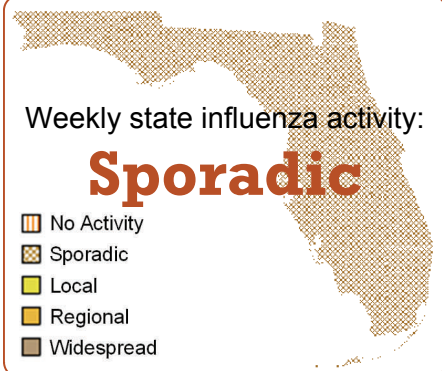 Weekly state influenza activity:
Sporadic
No Activity
Sporadic
Local
Regional
Widespread